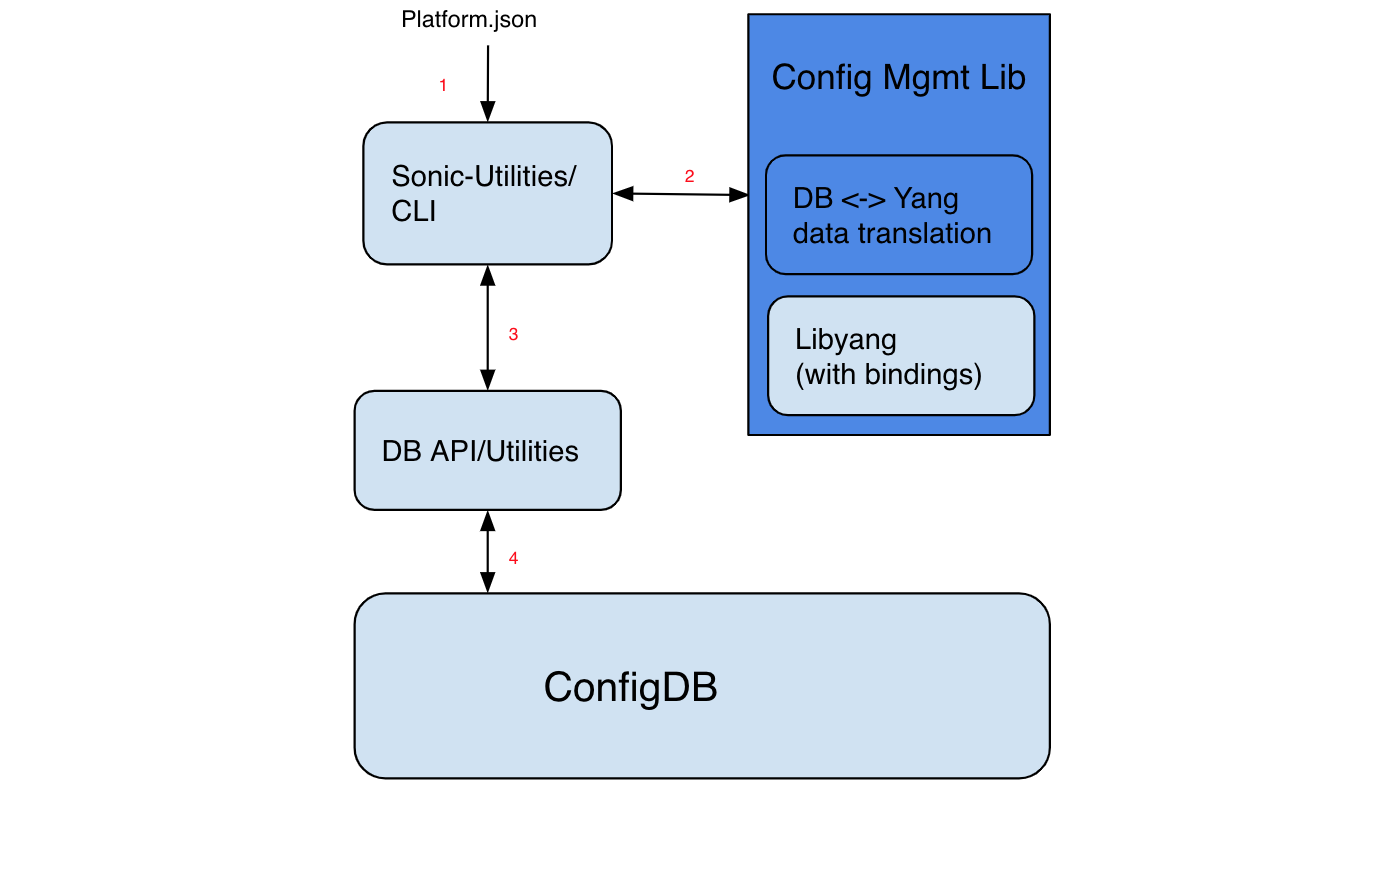 Platform.json
1
Config Mgmt Lib
Sonic-Utilities/
CLI
2
DB <-> Yang
data translation
3
Libyang
(with bindings)
DB API/Utilities
4
ConfigDB